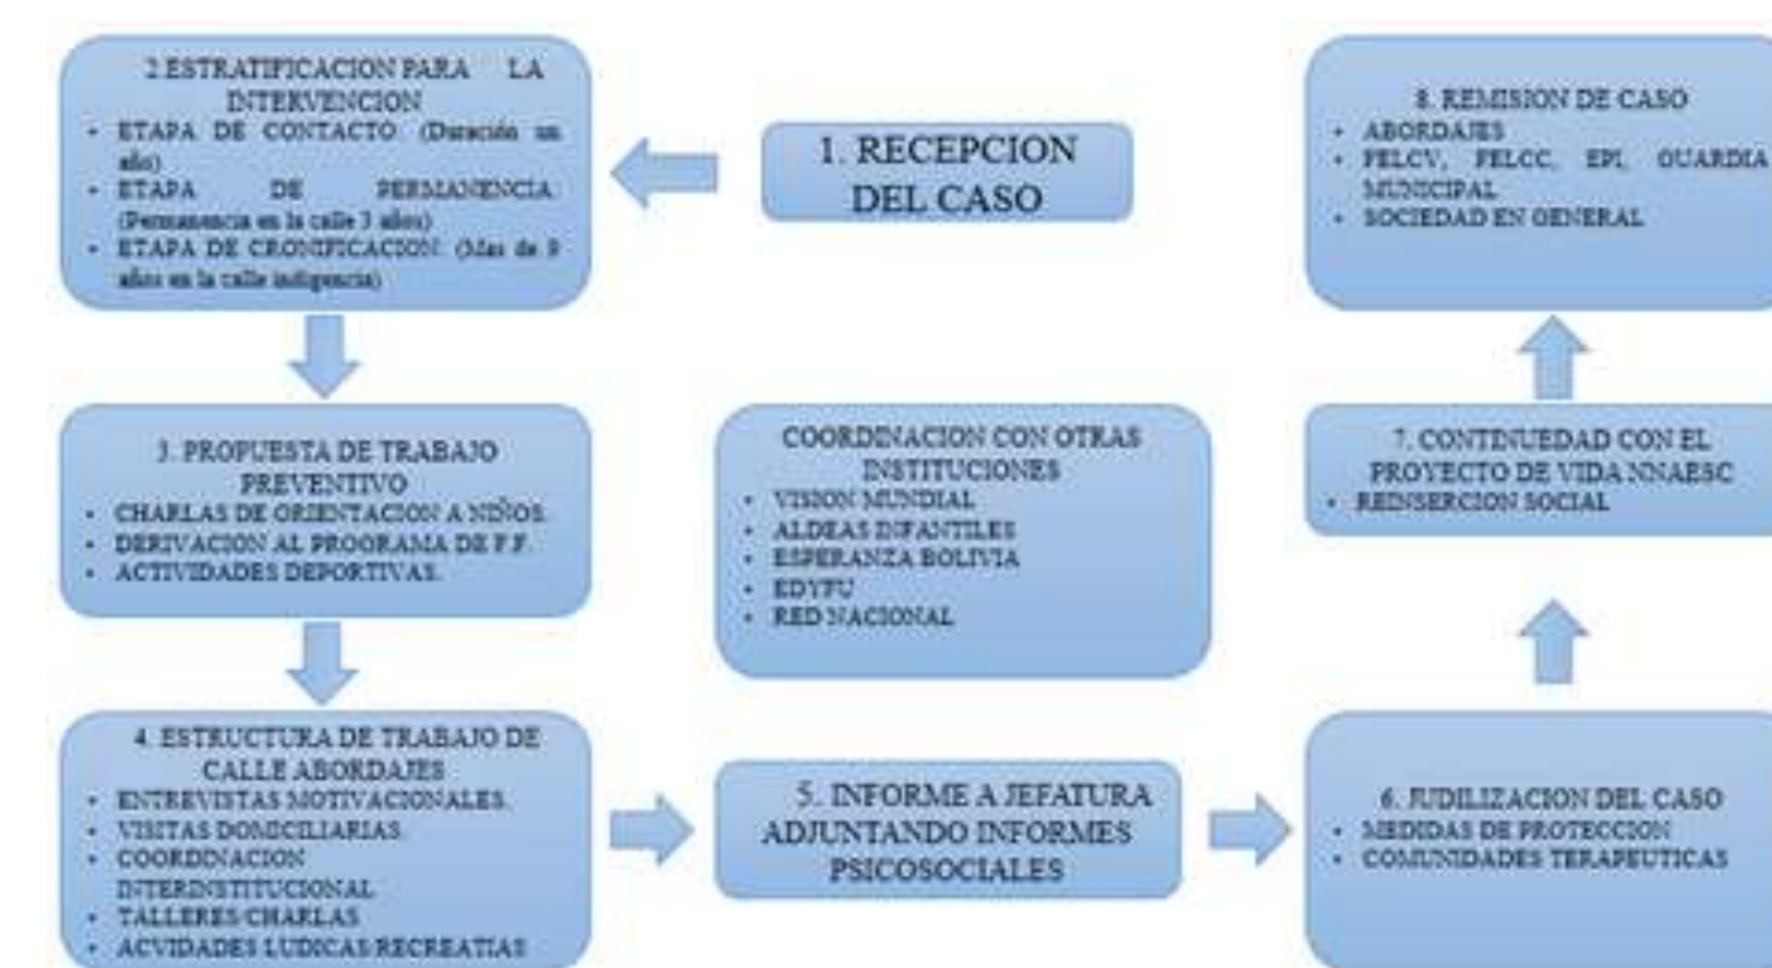 1. RECEPCION
DEL CASO
2.ESTRATIFICACION PARA LA
INTERVENCION
• ETAPA DE CONTACTO (Duración un
año)
• ETAPA DE PERMANENCIA
(Permanencia en la calle 3 años)
• ETAPA DE CRONIFICACION (Mas de 9
años en la calle indigencia)
3. PROPUESTA DE TRABAJO
PREVENTIVO
• CHARLAS DE ORIENTACION A NIÑOS.
• DERIVACION AL PROGRAMA DE F.F.
• ACTIVIDADES DEPORTIVAS.
4. ESTRUCTURA DE TRABAJO DE
CALLE ABORDAJES
• ENTREVISTAS MOTIVACIONALES.
• VISITAS DOMICILIARIAS.
• COORDINACION
INTERINSTITUCIONAL
• TALLERES/CHARLAS
• ACVIDADES LUDICAS/RECREATIAS
COORDINACION CON OTRAS
INSTITUCIONES
• VISION MUNDIAL
• ALDEAS INFANTILES
• ESPERANZA BOLIVIA
• EDYFU
• RED NACIONAL
5. INFORME A JEFATURA
ADJUNTANDO INFORMES
PSICOSOCIALES
6. JUDILIZACION DEL CASO
• MEDIDAS DE PROTECCION
• COMUNIDADES TERAPEUTICAS
7. CONTINUEDAD CON EL
PROYECTO DE VIDA NNAESC
• REINSERCION SOCIAL
8. REMISION DE CASO
• ABORDAJES
• FELCV, FELCC, EPI, GUARDIA
MUNICIPAL
• SOCIEDAD EN GENERAL